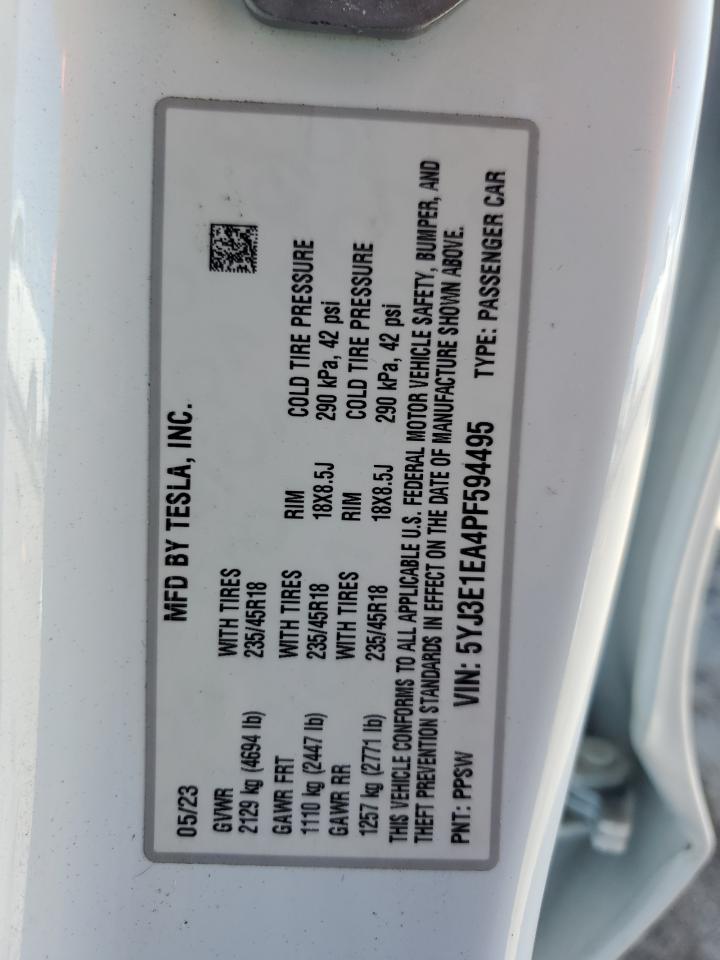 MFD BY TESLA, INC.
05/23
GVWR WITH TIRES
2129 kg (4694 lb) 235/45R18
GAWR FRT WITH TIRES RIM COLD TIRE PRESSURE
1110 kg (2447 lb) 235/45R18 18X8.5J 290 kPa, 42 psi
GAWR RR WITH TIRES RIM COLD TIRE PRESSURE
1257 kg (2771 lb) 235/45R18 18X8.5J 290 kPa, 42 psi
THIS VEHICLE CONFORMS TO ALL APPLICABLE U.S. FEDERAL MOTOR VEHICLE SAFETY, BUMPER, AND
THEFT PREVENTION STANDARDS IN EFFECT ON THE DATE OF MANUFACTURE SHOWN ABOVE.
PNT: PPSW VIN: 5YJ3E1EA4PF594495 TYPE: PASSENGER CAR